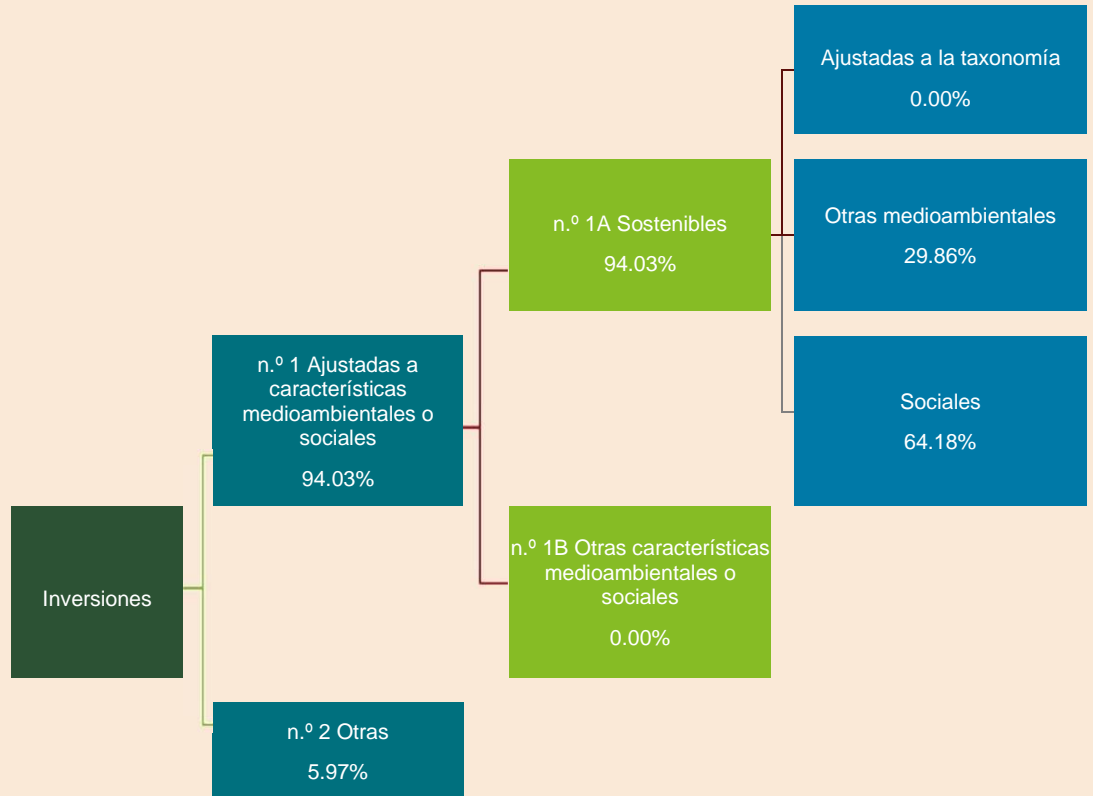 Inversiones
n.º 1 Ajustadas a
características
medioambientales o
sociales
94.03%
n.º 2 Otras
5.97%
n.º 1A Sostenibles
94.03%
n.º 1B Otras características
medioambientales o
sociales
0.00%
Ajustadas a la taxonomía
0.00%
Otras medioambientales
29.86%
Sociales
64.18%